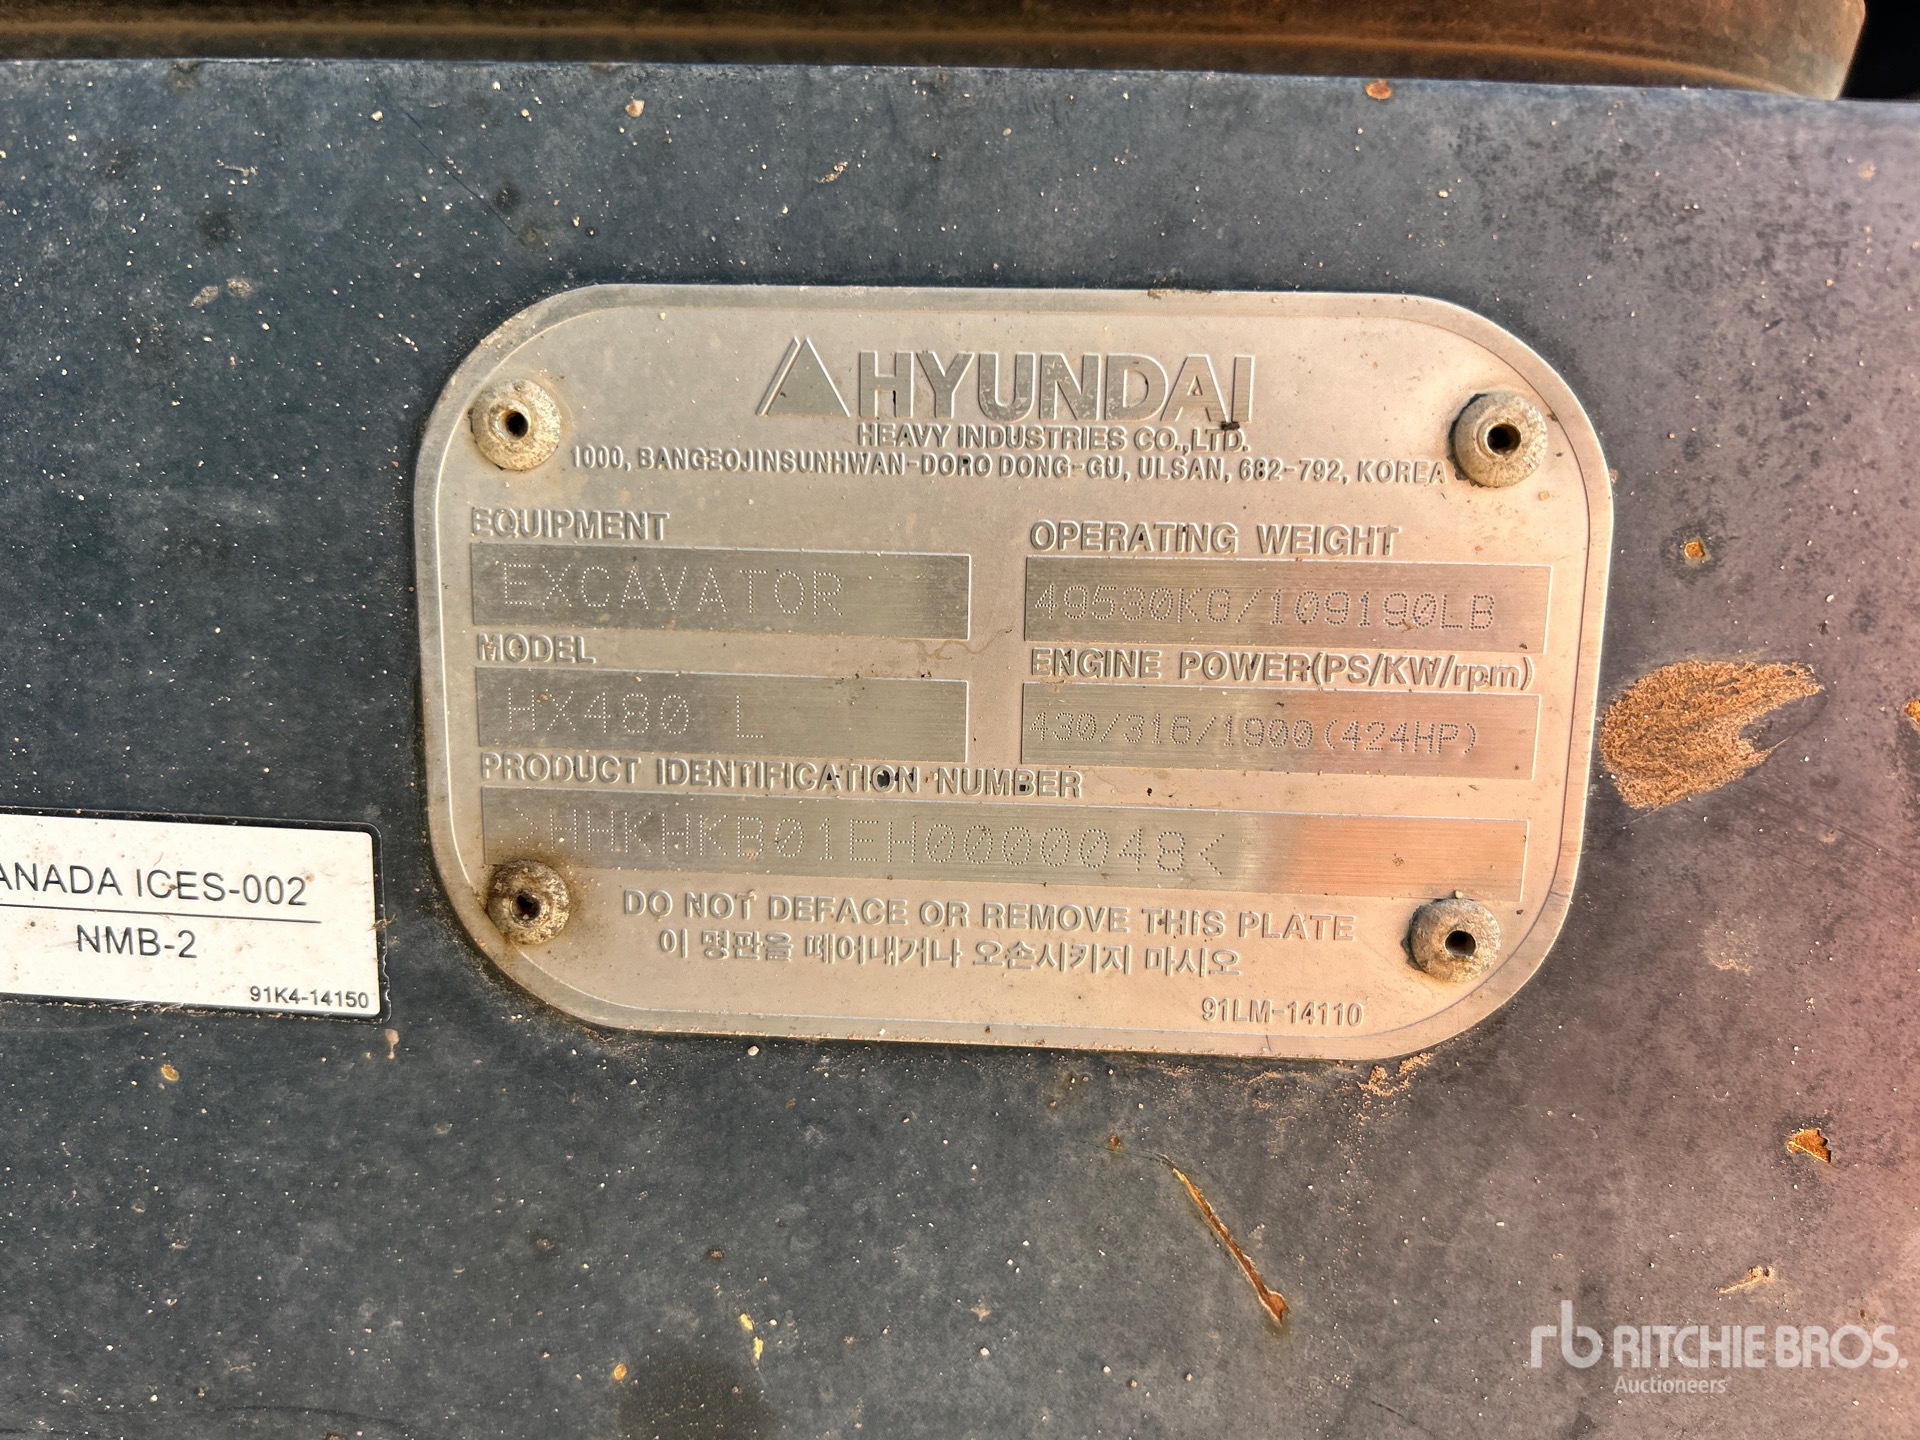 HYUNDAI
HEAVY INDUSTRIES CO.,LTD.
1000, BANGEOJINSUNHWAN-DORO DONG-GU, ULSAN, 682-792, KOREA
EQUIPMENT
EXCAVATOR
OPERATING WEIGHT
49530KG/109190LB
MODEL
HX480 L
ENGINE POWER(PS/KW/rpm)
430/316/1900(424HP)
PRODUCT IDENTIFICATION NUMBER
>HHKHKB01EH0000048<
DO NOT DEFACE OR REMOVE THIS PLATE
이 명판을 떼어내거나 오손시키지 마시오
91LM-14110
ANADA ICES-002
NMB-2
91K4-14150
rb RITCHIE BROS.
Auctioneers